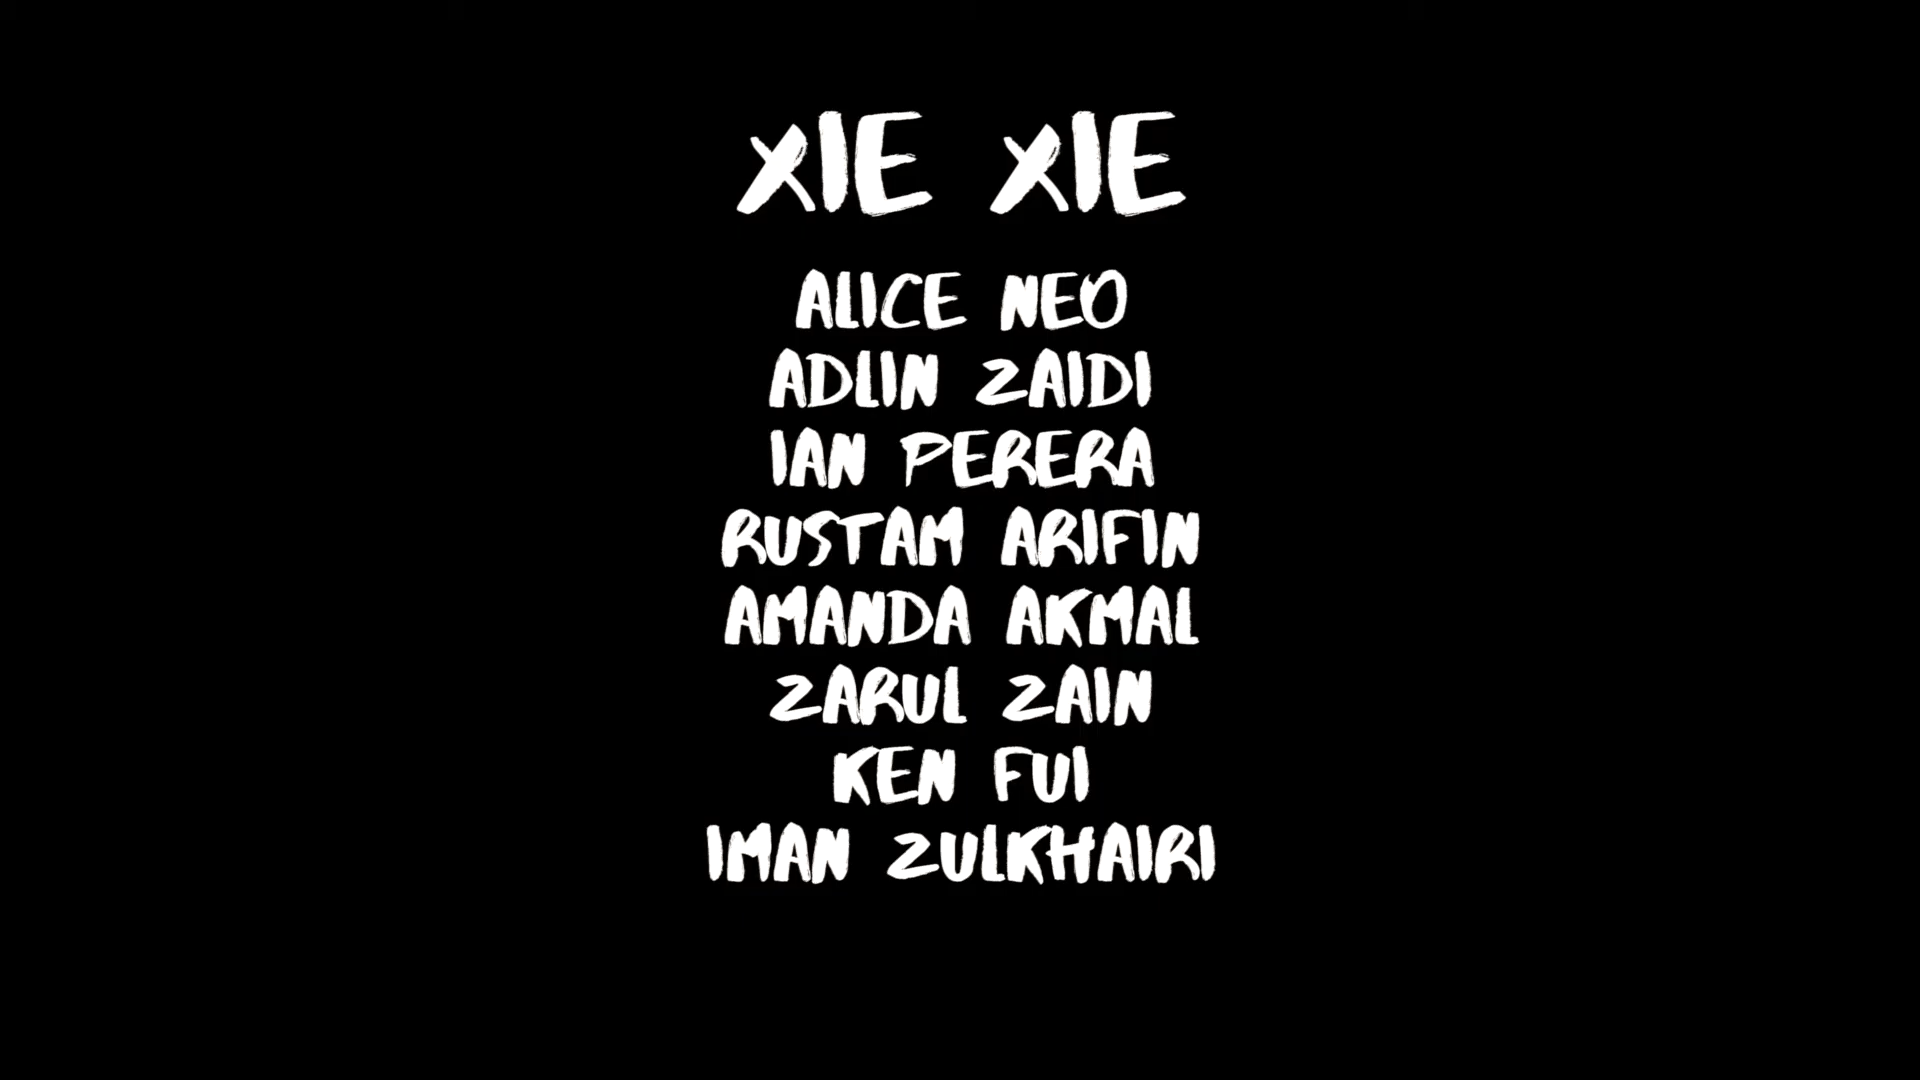 XIE XIE
ALICE NEO
ADLIN ZAIDI
IAN PERERA
RUSTAM ARIFIN
AMANDA AKMAL
ZARUL ZAIN
KEN FUI
IMAN ZULKHAIRI